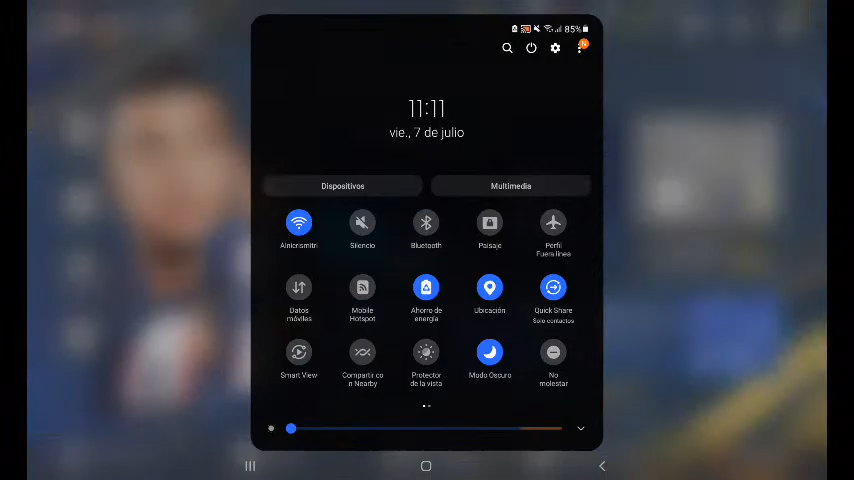 85%
N
11:11
vie., 7 de julio
Dispositivos
Multimedia
Alnicrismitri
Silencio
Bluetooth
Paisaje
Perfil
Fuera línea
Datos
móviles
Mobile
Hotspot
Ahorro de
energía
Ubicación
Quick Share
Solo contactos
Smart View
Compartir co
n Nearby
Protector
de la vista
Modo Oscuro
No
molestar